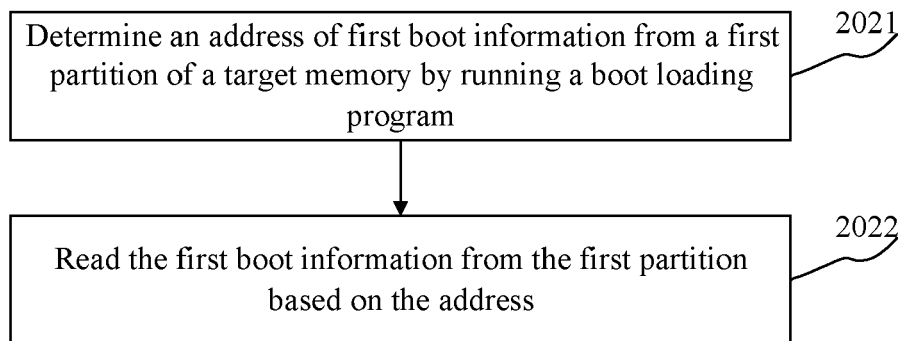 Determine an address of first boot information from a first
partition of a target memory by running a boot loading
program
2021
Read the first boot information from the first partition
based on the address
2022